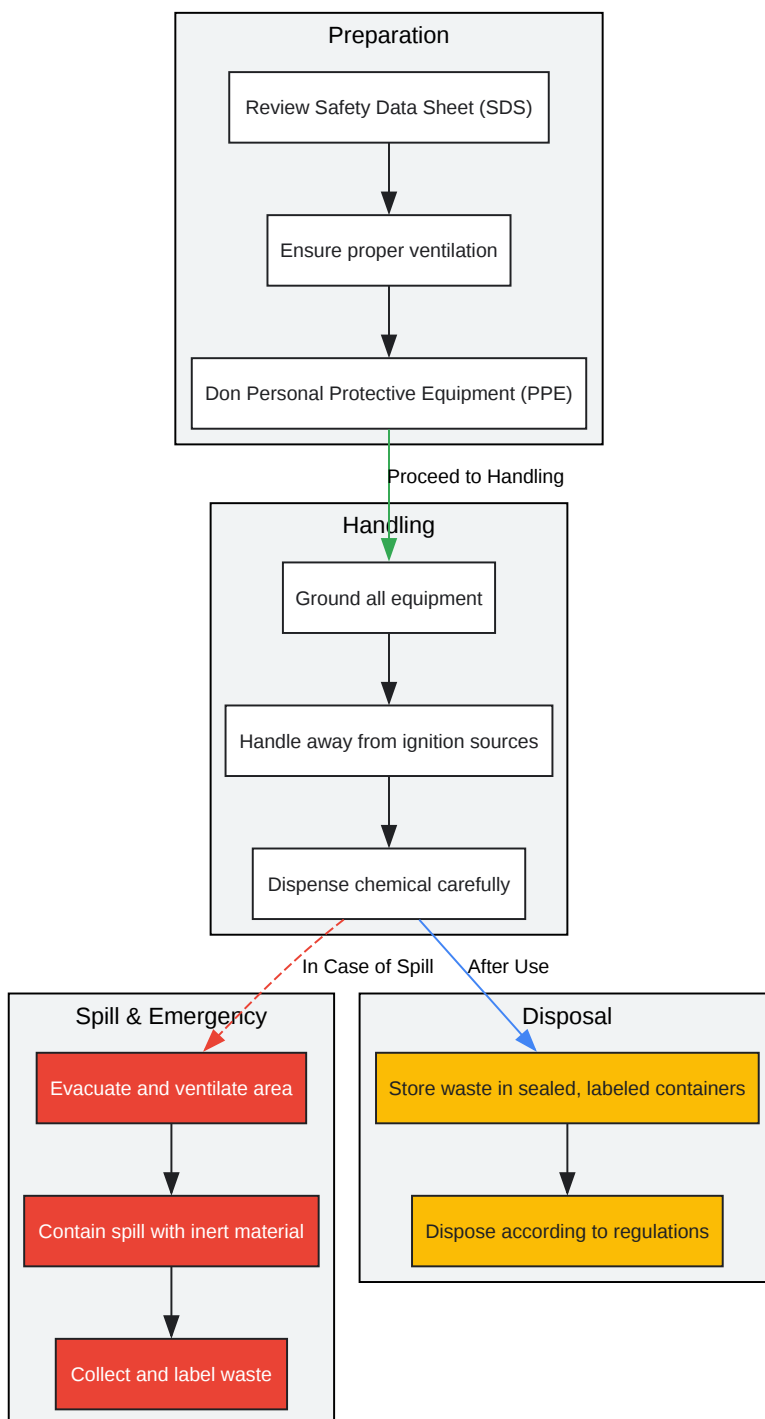 Preparation
Review Safety Data Sheet (SDS)
Ensure proper ventilation
Don Personal Protective Equipment (PPE)
Proceed to Handling
Handling
Ground all equipment
Handle away from ignition sources
Dispense chemical carefully
In Case of Spill
After Use
Spill & Emergency
Evacuate and ventilate area
Contain spill with inert material
Collect and label waste
Disposal
Store waste in sealed, labeled containers
Dispose according to regulations